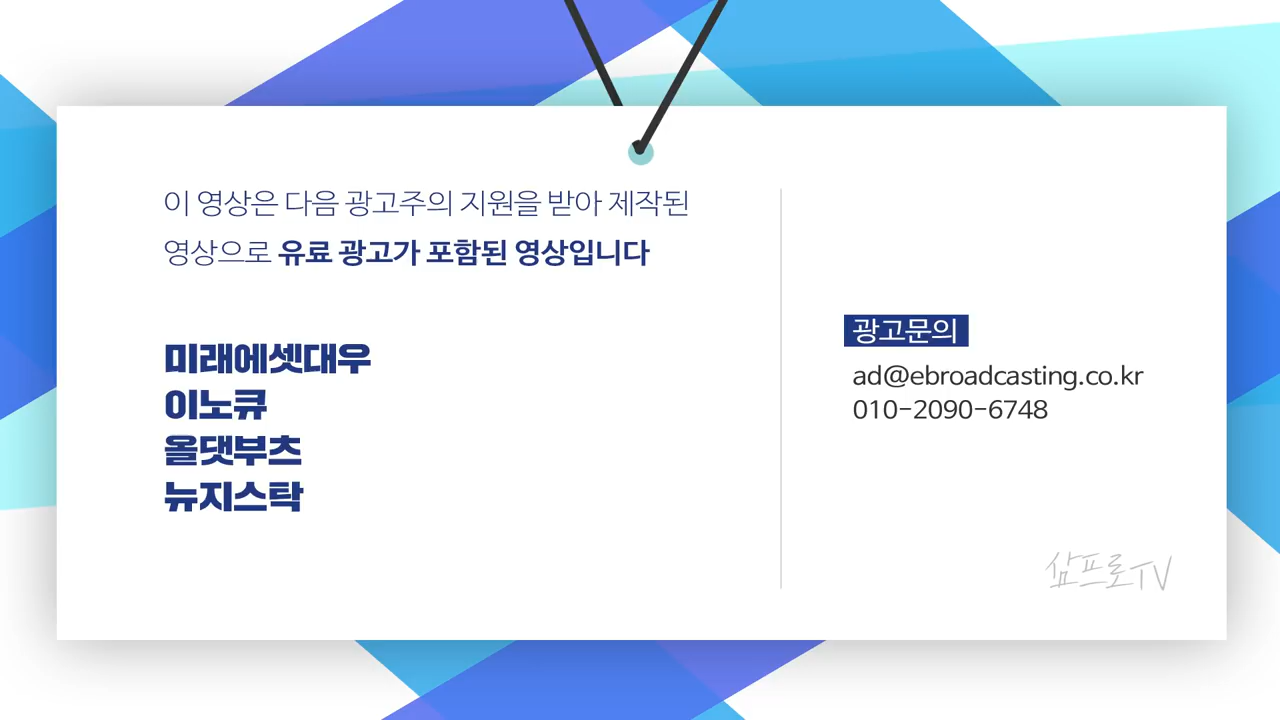 이 영상은 다음 광고주의 지원을 받아 제작된
영상으로 유료 광고가 포함된 영상입니다
미래에셋대우
이노큐
올댓부츠
뉴지스탁
광고문의
ad@ebroadcasting.co.kr
010-2090-6748
삼프로TV